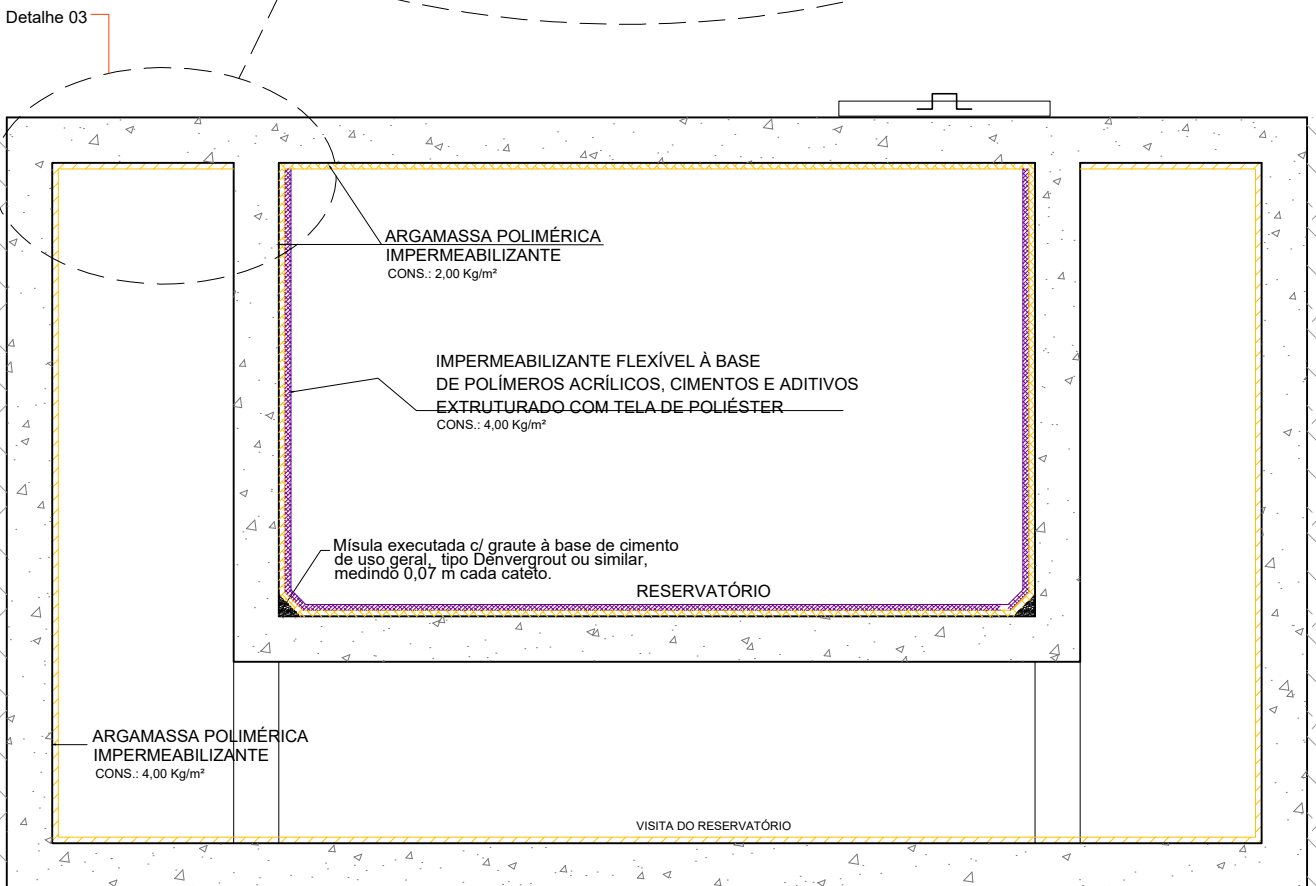 Detalhe 03
ARGAMASSA POLIMÉRICA
IMPERMEABILIZANTE
CONS.: 2,00 Kg/m²
IMPERMEABILIZANTE FLEXÍVEL À BASE
DE POLÍMEROS ACRÍLICOS, CIMENTOS E ADITIVOS
EXTRUTURADO COM TELA DE POLIÉSTER
CONS.: 4,00 Kg/m²
Mísula executada c/ graute à base de cimento
de uso geral, tipo Denvergrout ou similar,
medindo 0,07 m cada cateto.
RESERVATÓRIO
ARGAMASSA POLIMÉRICA
IMPERMEABILIZANTE
CONS.: 4,00 Kg/m²
VISITA DO RESERVATÓRIO